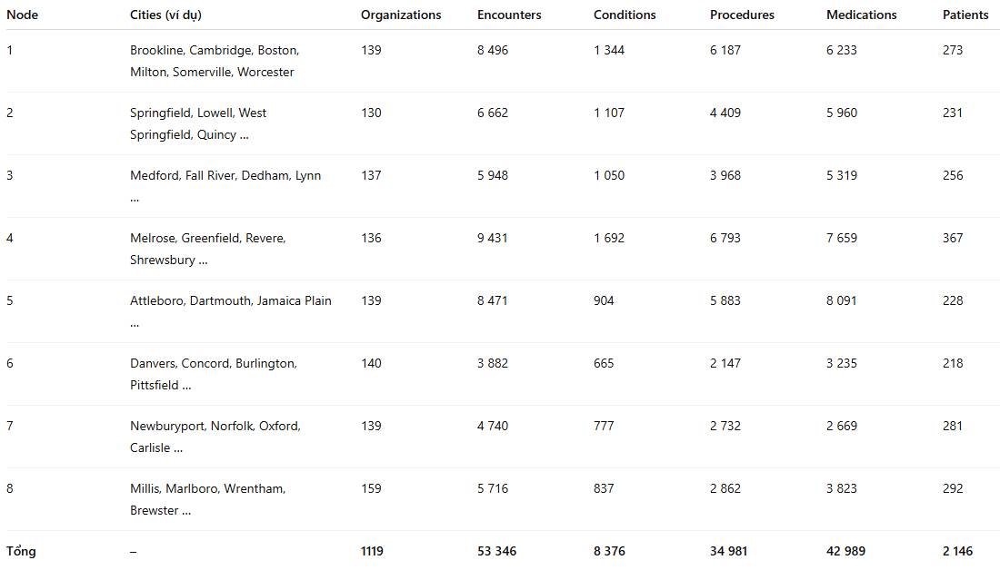 Node Cities (ví dụ) Organizations Encounters Conditions Procedures Medications Patients
1 Brookline, Cambridge, Boston, 139 8 496 1 344 6 187 6 233 273
Milton, Somerville, Worcester
2 Springfield, Lowell, West 130 6 662 1 107 4 409 5 960 231
Springfield, Quincy ...
3 Medford, Fall River, Dedham, Lynn 137 5 948 1 050 3 968 5 319 256
...
4 Melrose, Greenfield, Revere, 136 9 431 1 692 6 793 7 659 367
Shrewsbury ...
5 Attleboro, Dartmouth, Jamaica Plain 139 8 471 904 5 883 8 091 228
...
6 Danvers, Concord, Burlington, 140 3 882 665 2 147 3 235 218
Pittsfield ...
7 Newburyport, Norfolk, Oxford, 139 4 740 777 2 732 2 669 281
Carlisle ...
8 Millis, Marlboro, Wrentham, 159 5 716 837 2 862 3 823 292
Brewster ...
Tổng – 1119 53 346 8 376 34 981 42 989 2 146